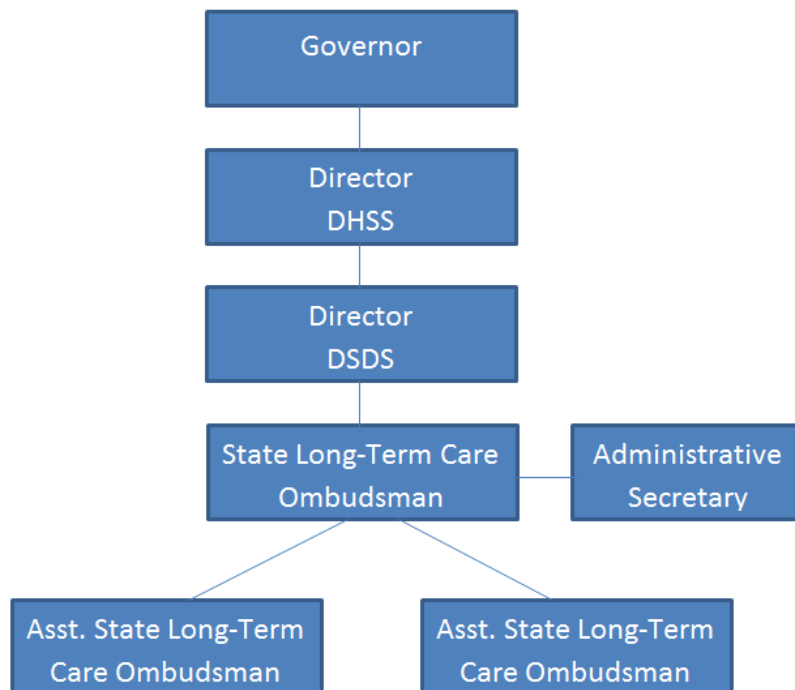 Governor
Director
DHSS
Director
DSDS
State Long-Term Care
Ombudsman
Administrative
Secretary
Asst. State Long-Term
Care Ombudsman
Asst. State Long-Term
Care Ombudsman